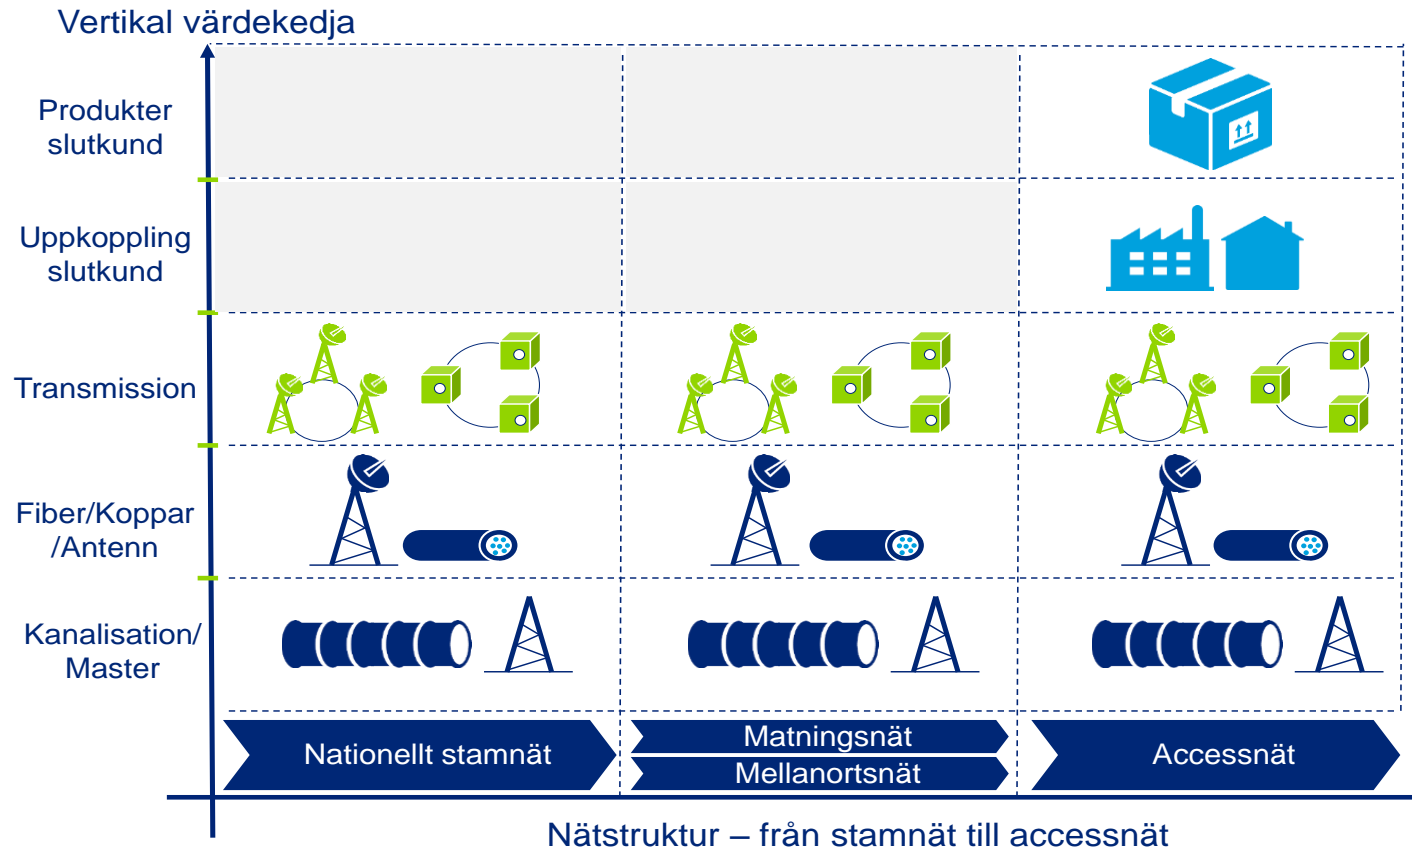 Vertikal värdekedja
Produkter
slutkund
Uppkoppling
slutkund
Transmission
Fiber/Koppar
/Antenn
Kanalisation/
Master
Nationellt stamnät
Matningsnät
Mellanortsnät
Accessnät
Nätstruktur – från stamnät till accessnät